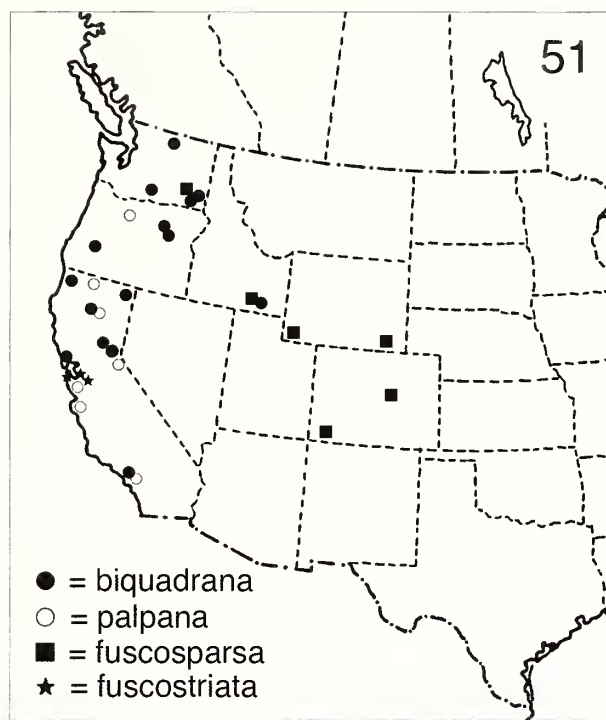 51
● = biquadrana
○ = palpana
■ = fuscosparsa
★ = fuscostriata